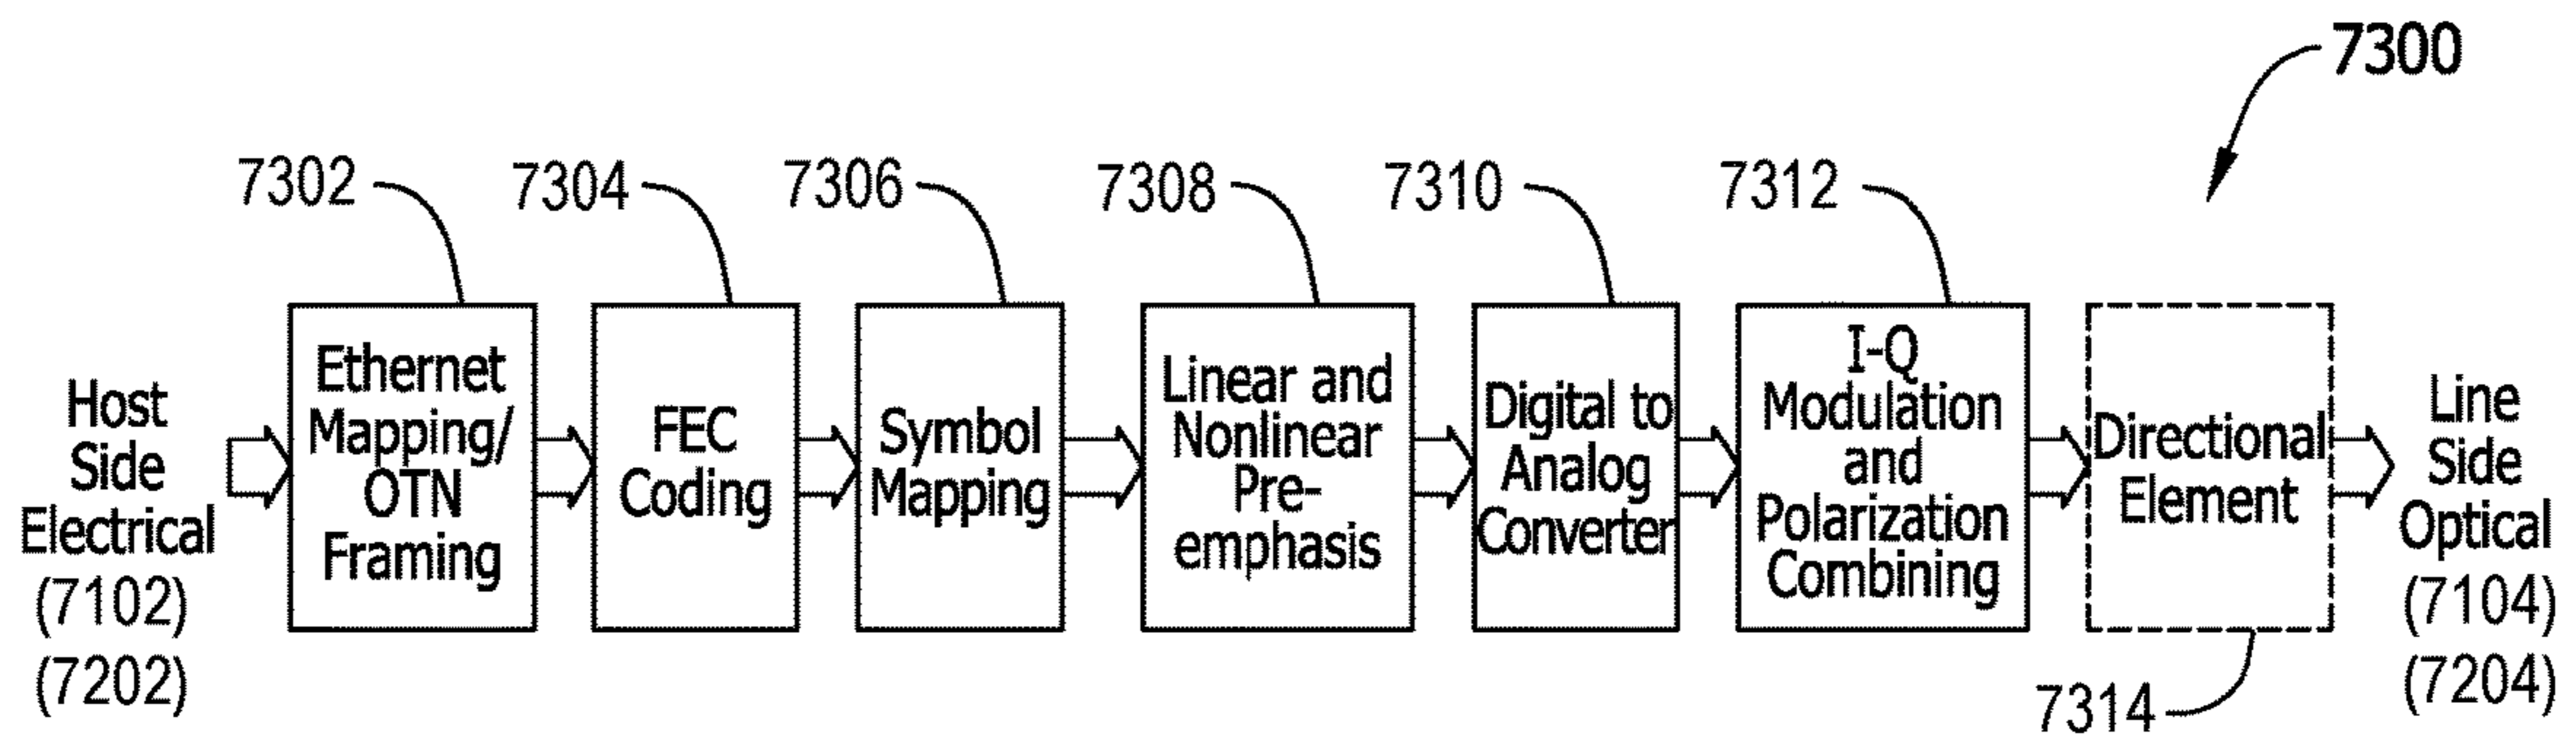 7300
7302
7304
7306
7308
7310
7312
Host
Side
Electrical
(7102)
(7202)
Ethernet
Mapping/
OTN
Framing
FEC
Coding
Symbol
Mapping
Linear and
Nonlinear
Pre-
emphasis
Digital to
Analog
Converter
I-Q
Modulation
and
Polarization
Combining
Directional
Element
Line
Side
Optical
(7104)
(7204)
7314